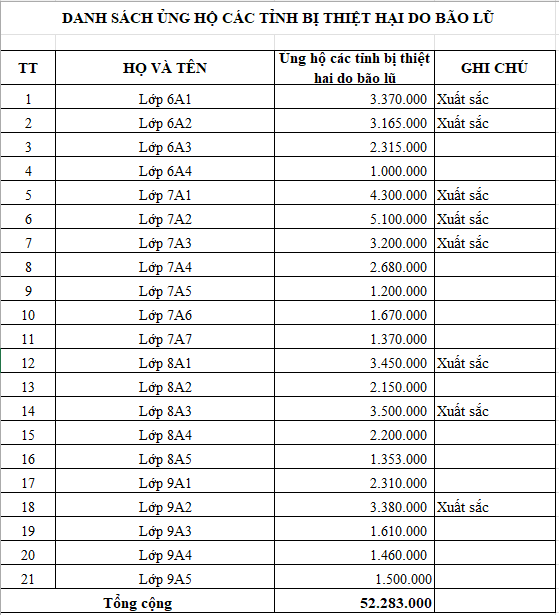 DANH SÁCH ỦNG HỘ CÁC TỈNH BỊ THIỆT HẠI DO BÃO LŨ
TT HỌ VÀ TÊN Ủng hộ các tỉnh bị thiệt hại do bão lũ GHI CHÚ
1 Lớp 6A1 3.370.000 Xuất sắc
2 Lớp 6A2 3.165.000 Xuất sắc
3 Lớp 6A3 2.315.000
4 Lớp 6A4 1.000.000
5 Lớp 7A1 4.300.000 Xuất sắc
6 Lớp 7A2 5.100.000 Xuất sắc
7 Lớp 7A3 3.200.000 Xuất sắc
8 Lớp 7A4 2.680.000
9 Lớp 7A5 1.200.000
10 Lớp 7A6 1.670.000
11 Lớp 7A7 1.370.000
12 Lớp 8A1 3.450.000 Xuất sắc
13 Lớp 8A2 2.150.000
14 Lớp 8A3 3.500.000 Xuất sắc
15 Lớp 8A4 2.200.000
16 Lớp 8A5 1.353.000
17 Lớp 9A1 2.310.000
18 Lớp 9A2 3.380.000 Xuất sắc
19 Lớp 9A3 1.610.000
20 Lớp 9A4 1.460.000
21 Lớp 9A5 1.500.000
Tổng cộng 52.283.000